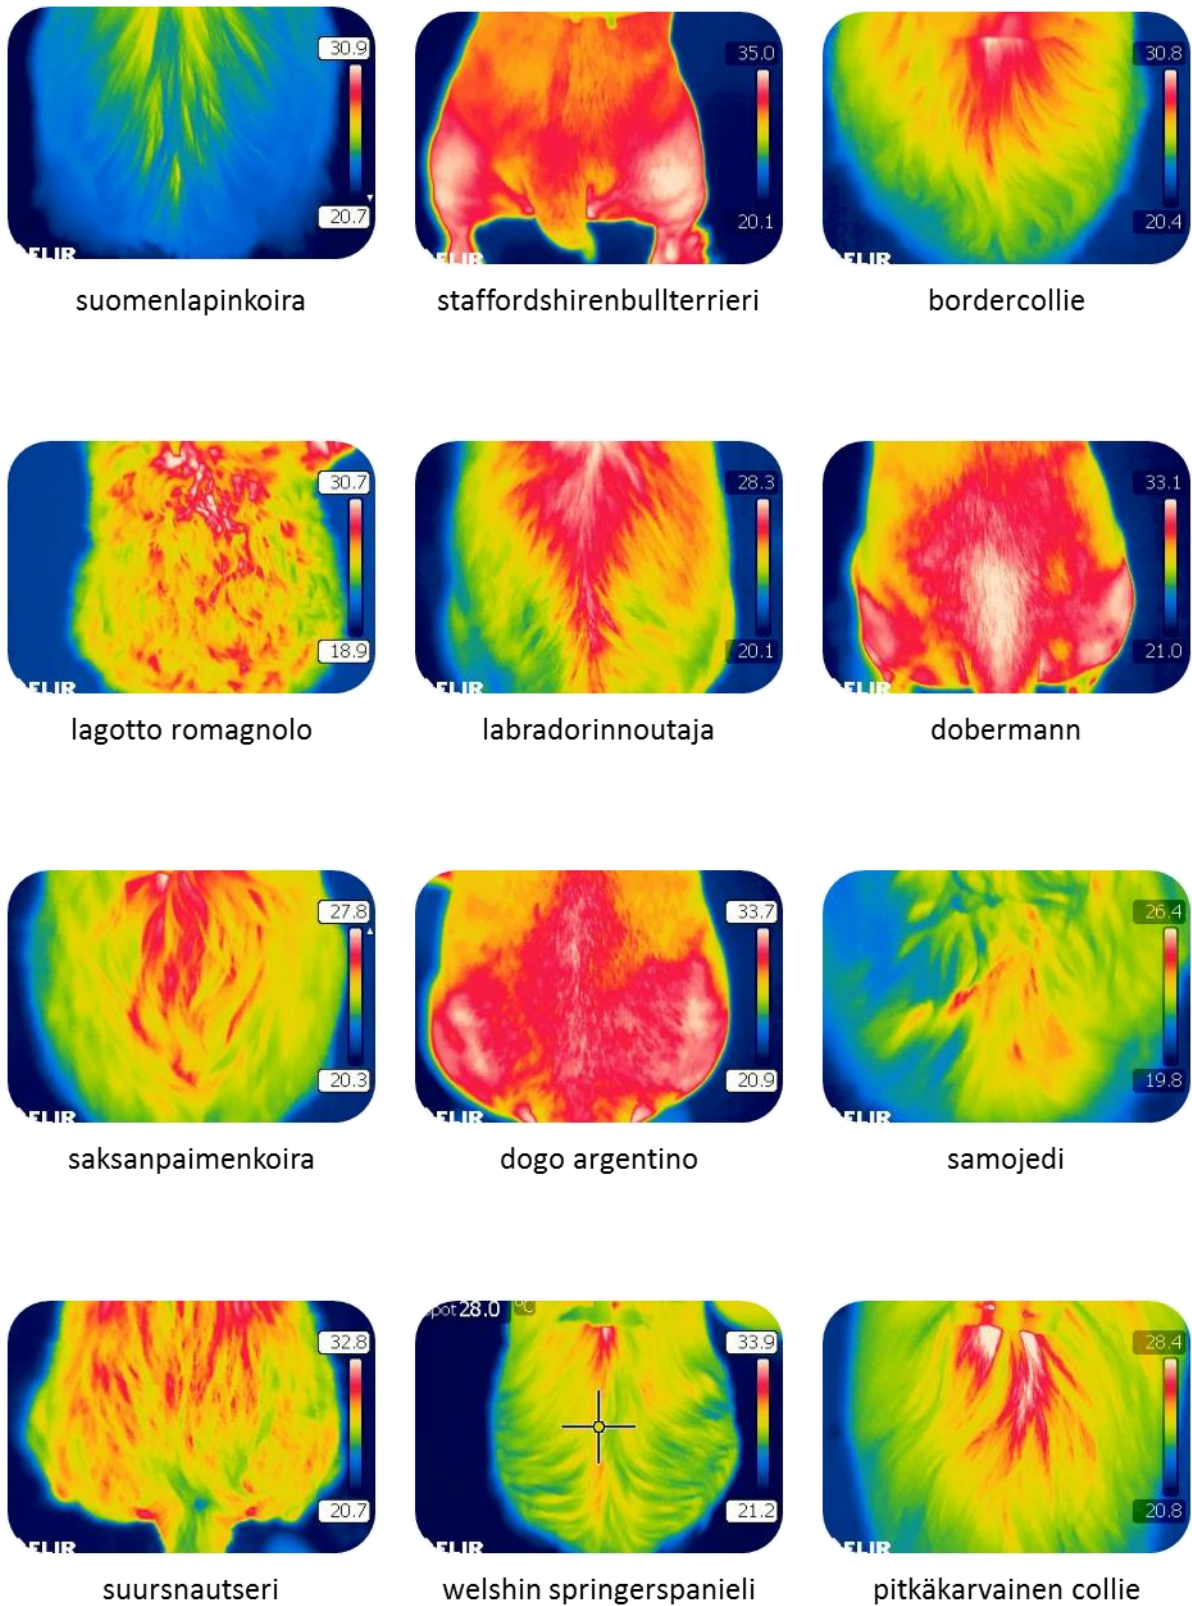 30.9
20.7
FLIR
suomenlapinkoira
35.0
20.1
FLIR
staffordshirenbullterrieri
30.8
20.4
FLIR
bordercollie
30.7
18.9
FLIR
lagotto romagnolo
28.3
20.1
FLIR
labradorinnoutaja
33.1
21.0
FLIR
dobermann
27.8
20.3
FLIR
saksanpaimenkoira
33.7
20.9
FLIR
dogo argentino
26.4
19.8
FLIR
samojedi
32.8
20.7
FLIR
suursnautseri
pot 28.0 °C
33.9
21.2
FLIR
welshin springerspanieli
28.4
20.8
FLIR
pitkäkarvainen collie